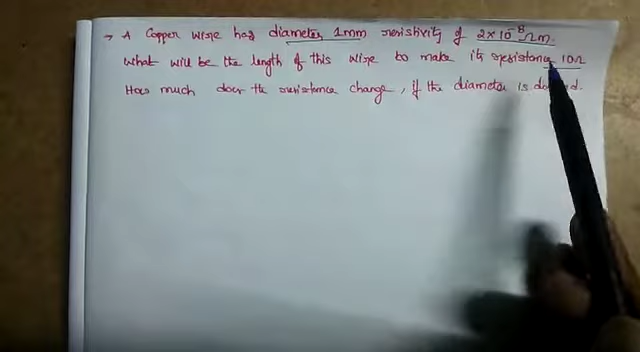 → A Copper wire has diameter 1mm resistivity of 2×10⁻⁸ Ωm.
What will be the length of this wire to make its resistance 10Ω
How much does the resistance change, if the diameter is